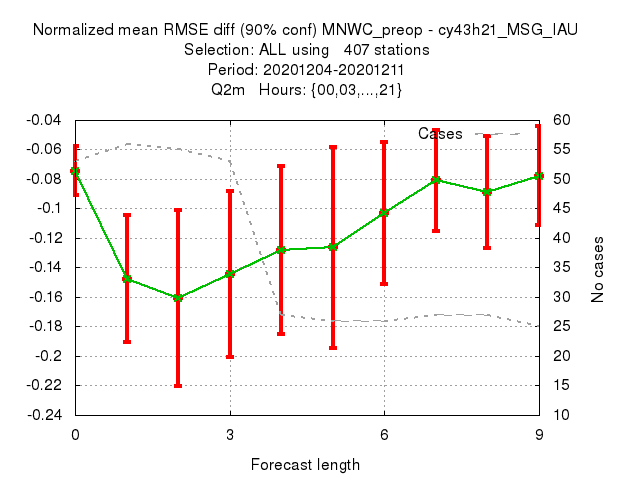 Normalized mean RMSE diff (90% conf) MNWC_preop - cy43h21_MSG_IAU
Selection: ALL using 407 stations
Period: 20201204-20201211
Q2m Hours: {00,03,...,21}
Cases
-0.04
-0.06
-0.08
-0.1
-0.12
-0.14
-0.16
-0.18
-0.2
-0.22
-0.24
60
55
50
45
40
35
30
25
20
15
10
No cases
0 3 6 9
Forecast length